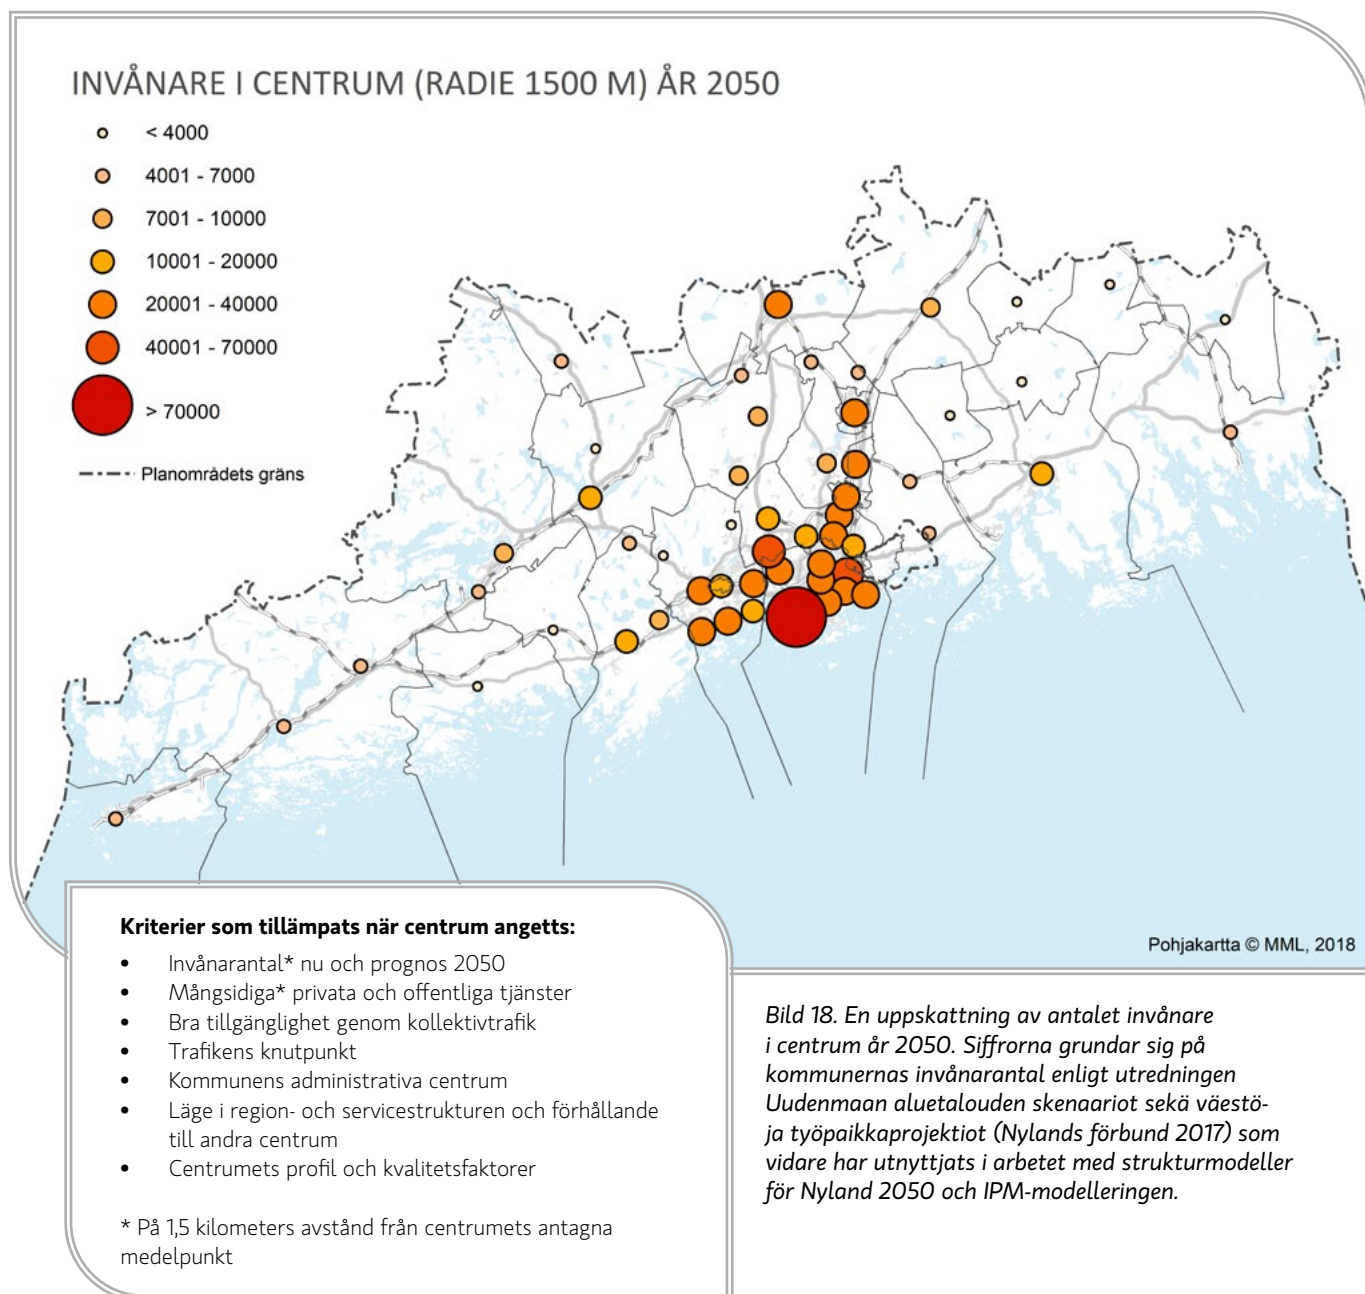 INVÅNARE I CENTRUM (RADIE 1500 M) ÅR 2050
< 4000
4001 - 7000
7001 - 10000
10001 - 20000
20001 - 40000
40001 - 70000
> 70000
Planområdets gräns
Pohjakartta © MML, 2018
Kriterier som tillämpats när centrum angetts:
• Invånarantal* nu och prognos 2050
• Mångsidiga* privata och offentliga tjänster
• Bra tillgänglighet genom kollektivtrafik
• Trafikens knutpunkt
• Kommunens administrativa centrum
• Läge i region- och servicestrukturen och förhållande
till andra centrum
• Centrumets profil och kvalitetsfaktorer
* På 1,5 kilometers avstånd från centrumets antagna
medelpunkt
Bild 18. En uppskattning av antalet invånare
i centrum år 2050. Siffrorna grundar sig på
kommunernas invånarantal enligt utredningen
Uudenmaan aluetalouden skenaariot sekä väestö-
ja työpaikkaprojektiot (Nylands förbund 2017) som
vidare har utnyttjats i arbetet med strukturmodeller
för Nyland 2050 och IPM-modelleringen.